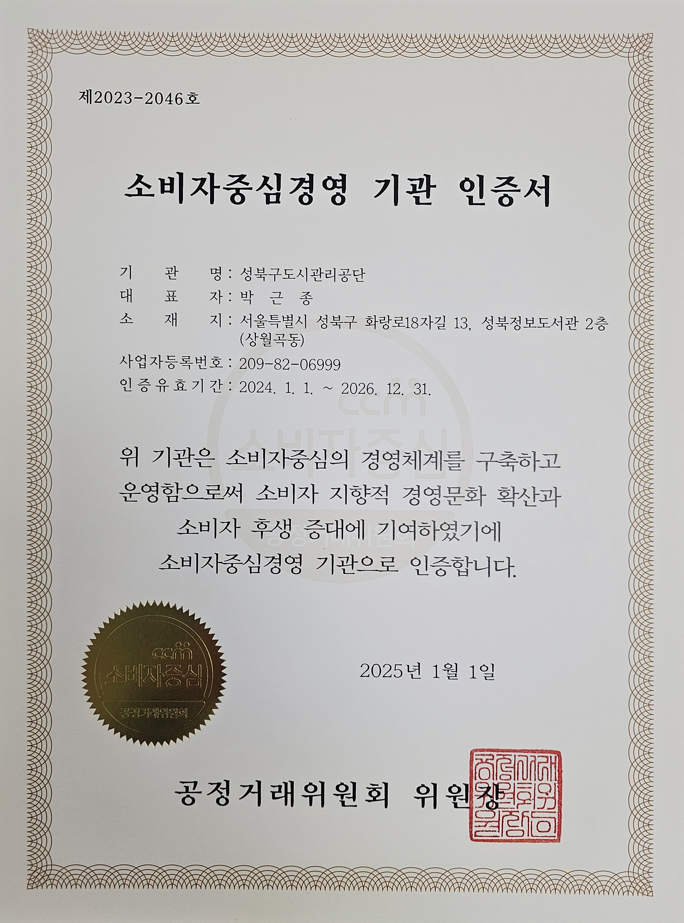 제2023-2046호
소비자중심경영 기관 인증서
기 관 명 : 성북구도시관리공단
대 표 자 : 박 근 종
소 재 지 : 서울특별시 성북구 화랑로18자길 13, 성북정보도서관 2층
(상월곡동)
사업자등록번호 : 209-82-06999
인증유효기간 : 2024. 1. 1. ~ 2026. 12. 31.
ccm
소비자중심
위 기관은 소비자중심의 경영체계를 구축하고
운영함으로써 소비자 지향적 경영문화 확산과
소비자 후생 증대에 기여하였기에
소비자중심경영 기관으로 인증합니다.
ccm
소비자중심
공정거래위원회
2025년 1월 1일
공정거래위원회 위원장